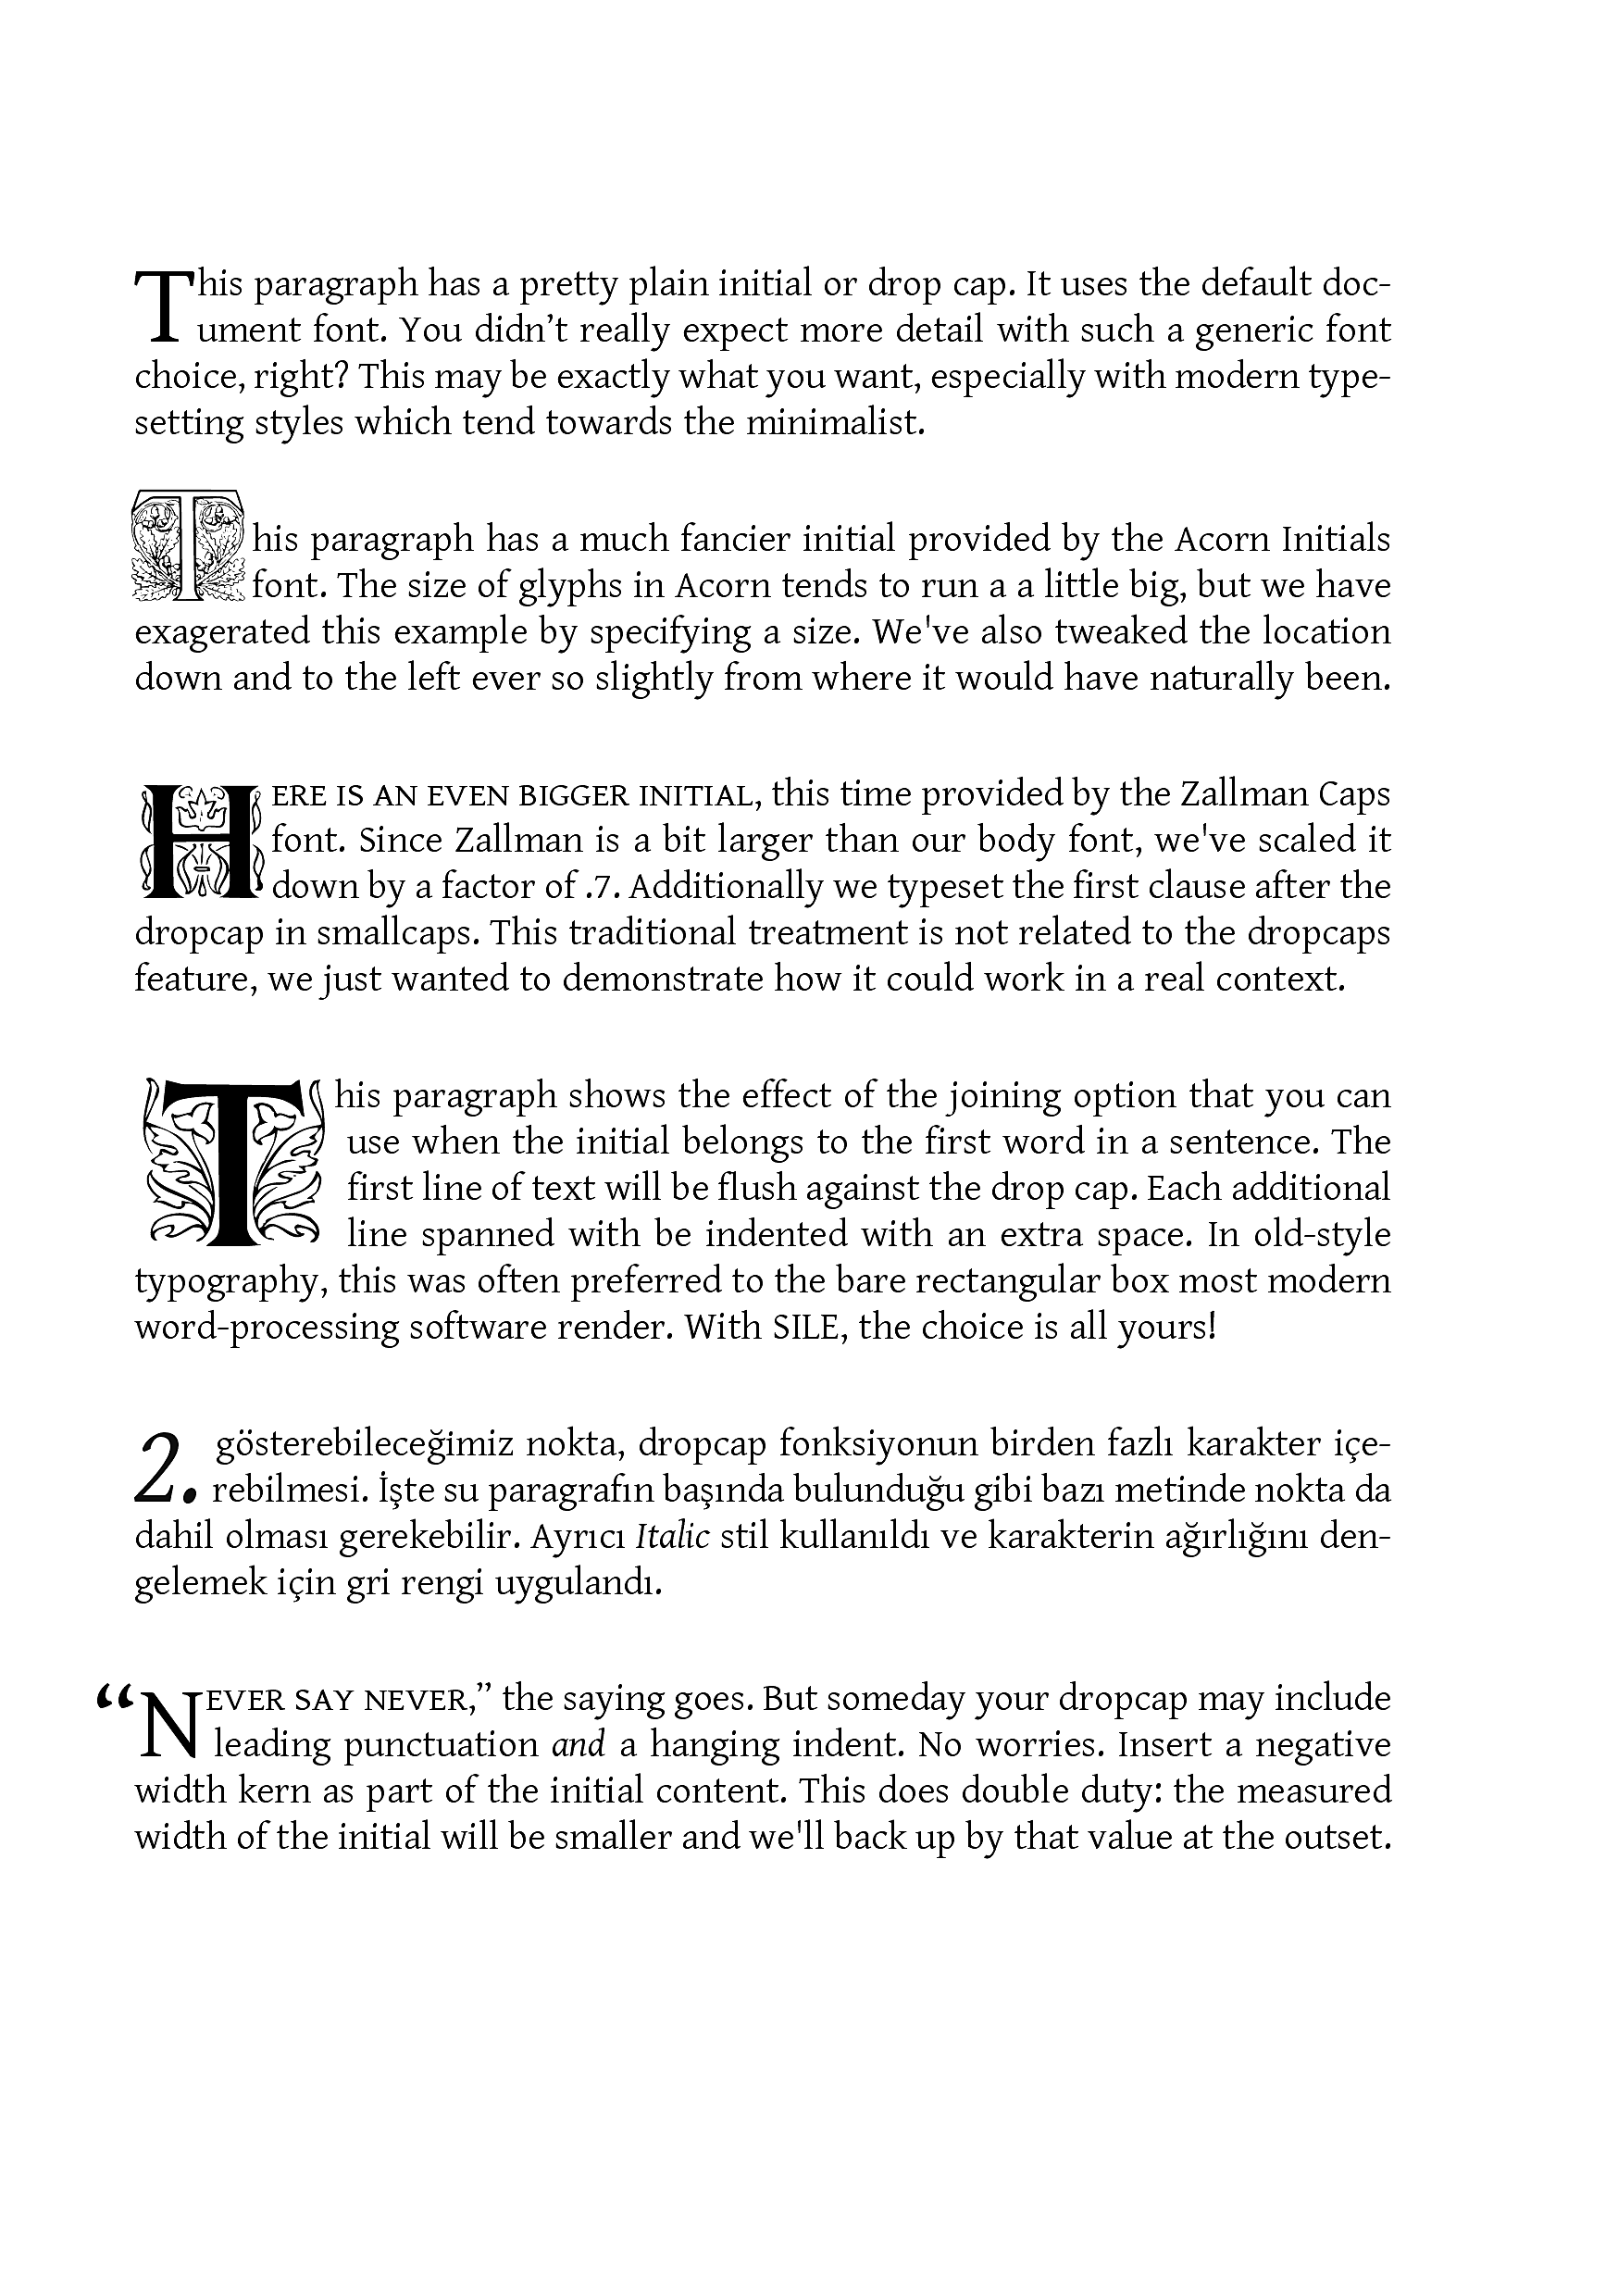 This paragraph has a pretty plain initial or drop cap. It uses the default doc-
ument font. You didn’t really expect more detail with such a generic font
choice, right? This may be exactly what you want, especially with modern type-
setting styles which tend towards the minimalist.
This paragraph has a much fancier initial provided by the Acorn Initials
font. The size of glyphs in Acorn tends to run a a little big, but we have
exagerated this example by specifying a size. We've also tweaked the location
down and to the left ever so slightly from where it would have naturally been.
HERE IS AN EVEN BIGGER INITIAL, this time provided by the Zallman Caps
font. Since Zallman is a bit larger than our body font, we've scaled it
down by a factor of .7. Additionally we typeset the first clause after the
dropcap in smallcaps. This traditional treatment is not related to the dropcaps
feature, we just wanted to demonstrate how it could work in a real context.
This paragraph shows the effect of the joining option that you can
use when the initial belongs to the first word in a sentence. The
first line of text will be flush against the drop cap. Each additional
line spanned with be indented with an extra space. In old-style
typography, this was often preferred to the bare rectangular box most modern
word-processing software render. With SILE, the choice is all yours!
2. gösterebileceğimiz nokta, dropcap fonksiyonun birden fazlı karakter içe-
rebilmesi. İşte su paragrafın başında bulunduğu gibi bazı metinde nokta da
dahil olması gerekebilir. Ayrıcı Italic stil kullanıldı ve karakterin ağırlığını den-
gelemek için gri rengi uygulandı.
“NEVER SAY NEVER,” the saying goes. But someday your dropcap may include
leading punctuation and a hanging indent. No worries. Insert a negative
width kern as part of the initial content. This does double duty: the measured
width of the initial will be smaller and we'll back up by that value at the outset.